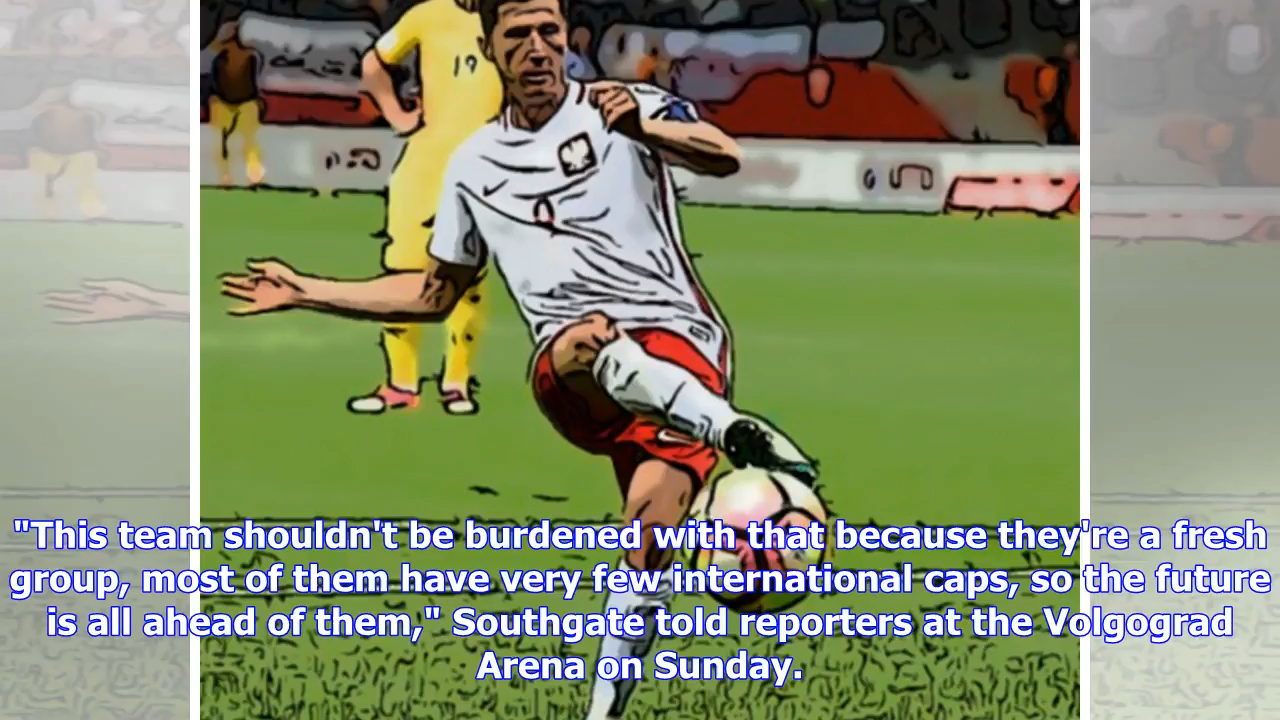 19
"This team shouldn't be burdened with that because they're a fresh
group, most of them have very few international caps, so the future
is all ahead of them," Southgate told reporters at the Volgograd
Arena on Sunday.